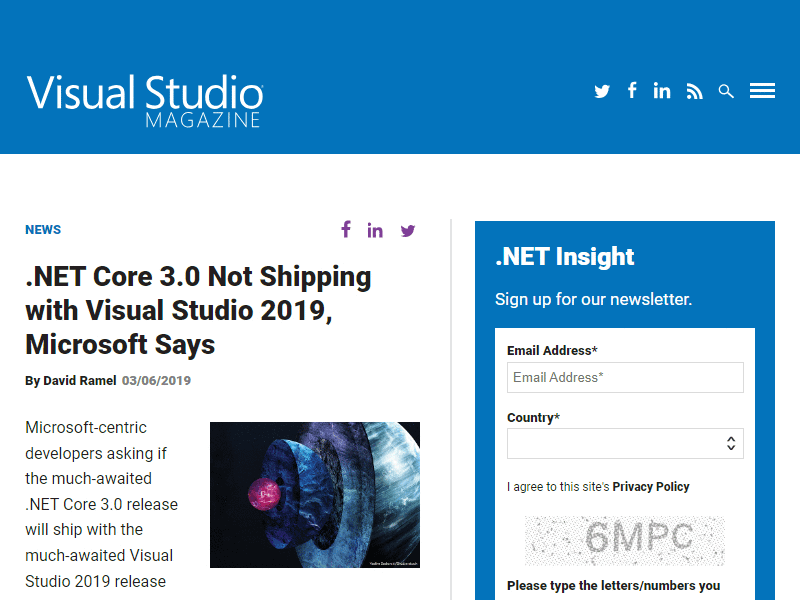 Visual Studio
MAGAZINE
NEWS
.NET Core 3.0 Not Shipping
with Visual Studio 2019,
Microsoft Says
By David Ramel 03/06/2019
Microsoft-centric
developers asking if
the much-awaited
.NET Core 3.0 release
will ship with the
much-awaited Visual
Studio 2019 release
.NET Insight
Sign up for our newsletter.
Email Address*
Email Address*
Country*
I agree to this site's Privacy Policy
6MPC
Please type the letters/numbers you